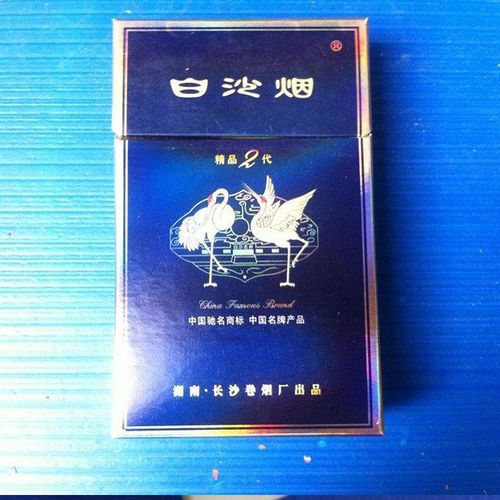 ®
白沙烟
精品2代
China Famous Brand
中国驰名商标 中国名牌产品
湖南·长沙卷烟厂出品